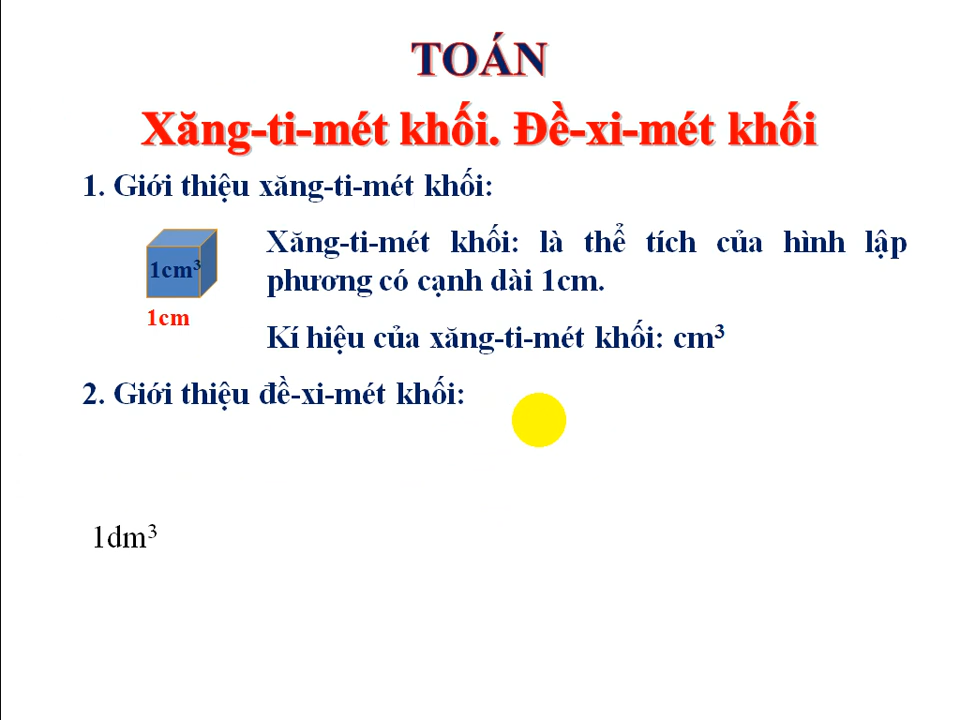 TOÁN
Xăng-ti-mét khối. Đề-xi-mét khối
1. Giới thiệu xăng-ti-mét khối:
1cm³
1cm
Xăng-ti-mét khối: là thể tích của hình lập
phương có cạnh dài 1cm.
Kí hiệu của xăng-ti-mét khối: cm³
2. Giới thiệu đề-xi-mét khối:
1dm³